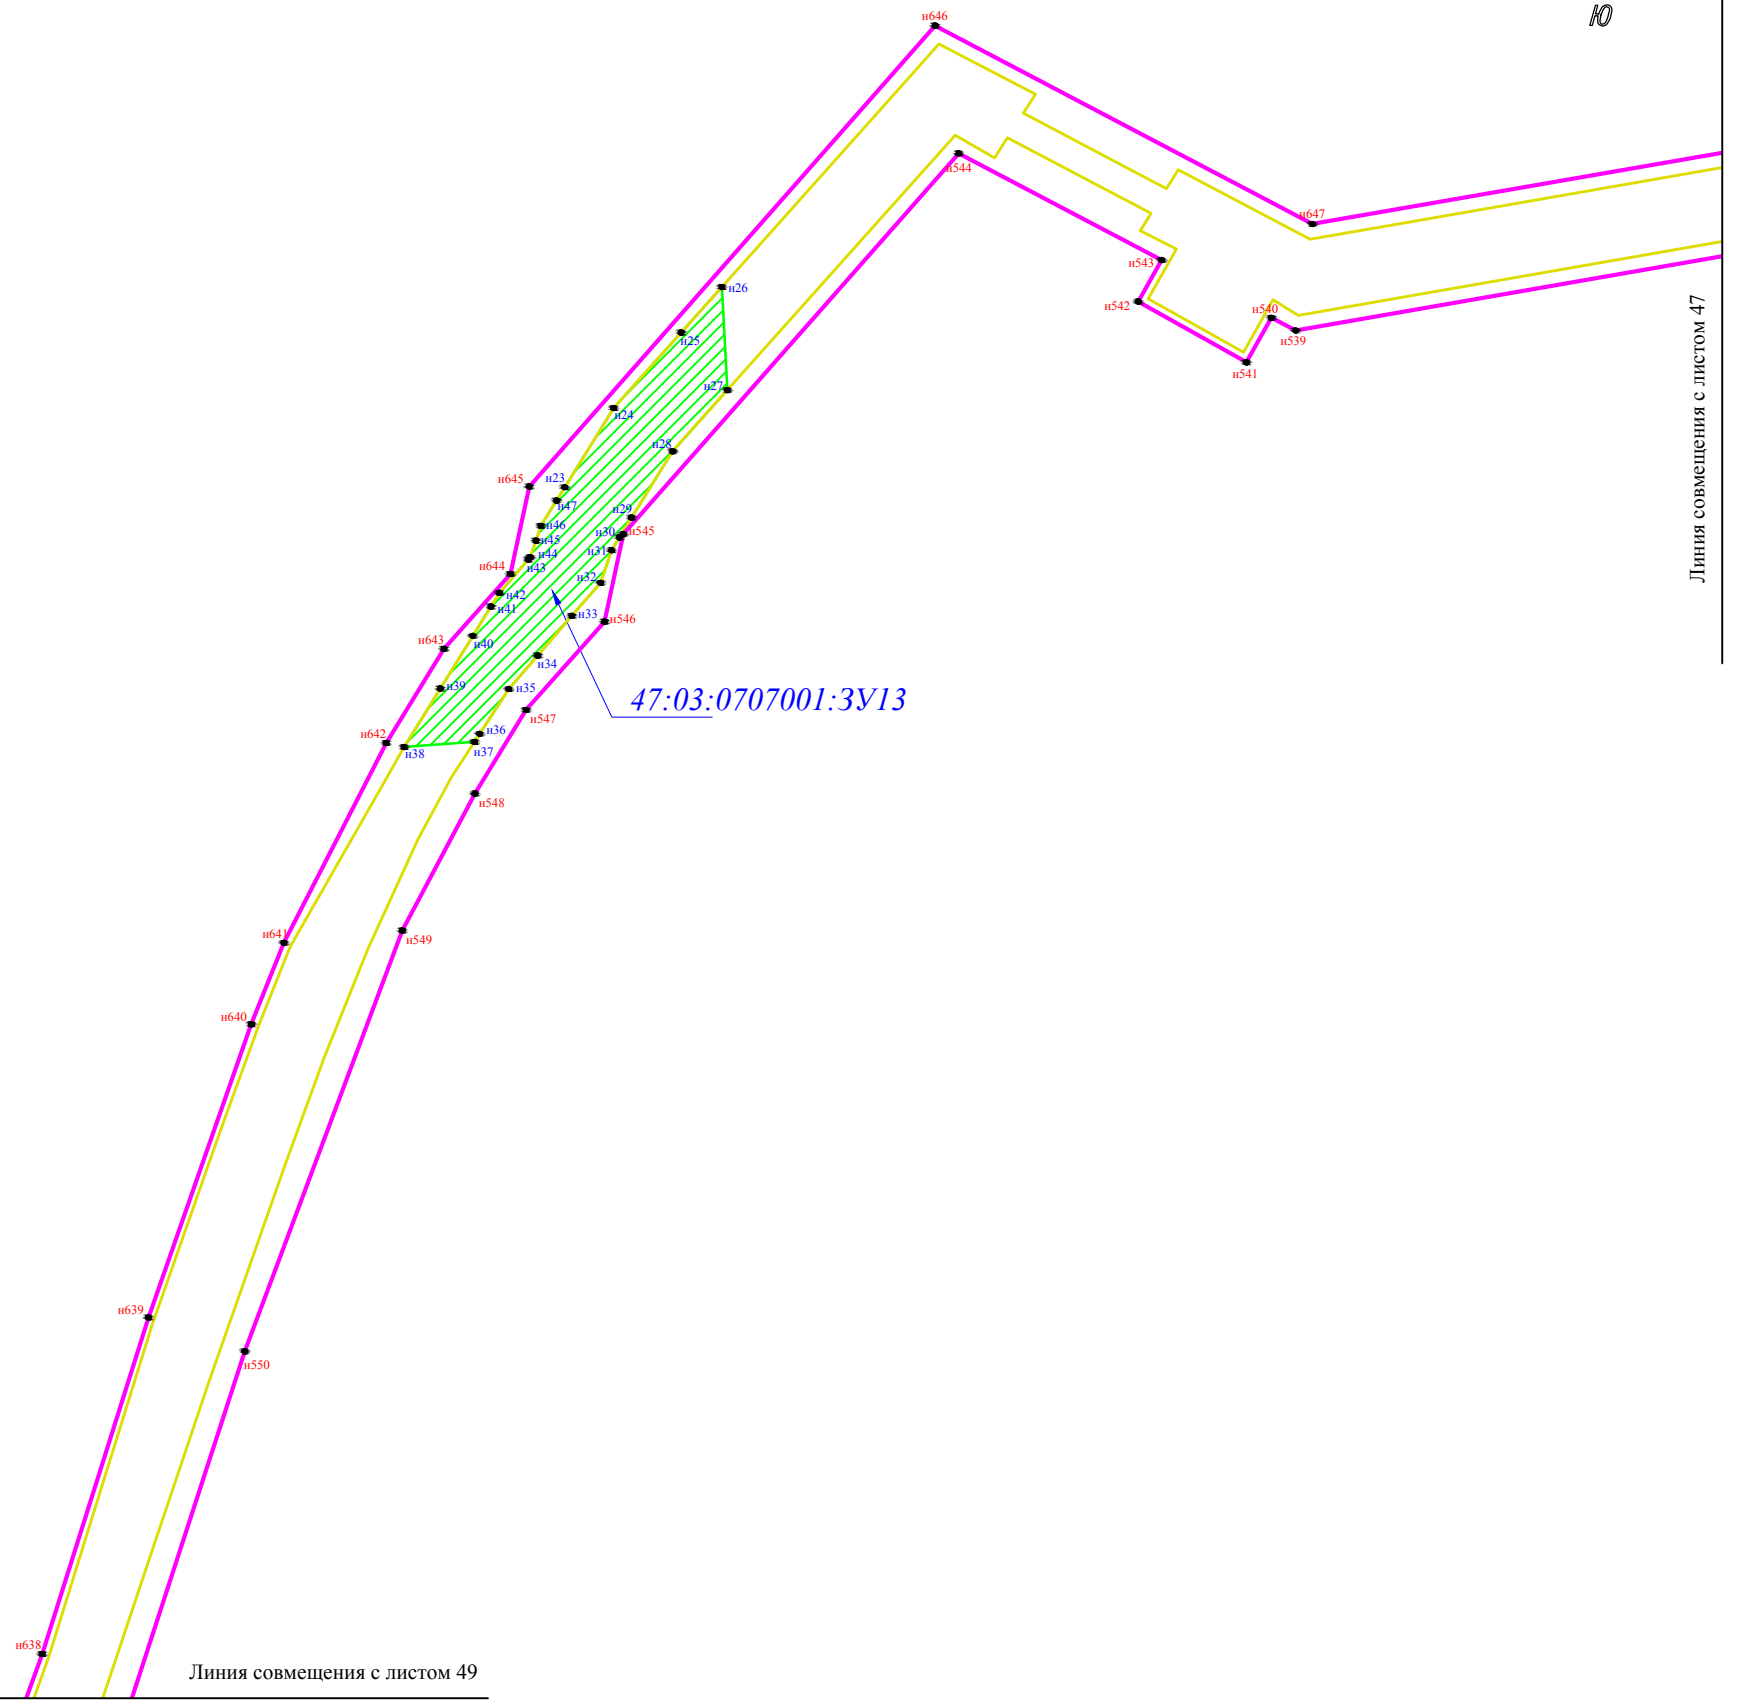 н646
Ю
н544
н647
н543
н26
н542
н540
н539
н25
н541
Линия совмещения с листом 47
н27
н24
н28
н645
н23
н47
н29
н46
н30
н545
н45
н31
н44
н43
н644
н32
н42
н41
н33
н546
н40
н643
н34
н39
н35
47:03:0707001:ЗУ13
н547
н36
н642
н37
н38
н548
н641
н549
н640
н639
н550
н638
Линия совмещения с листом 49